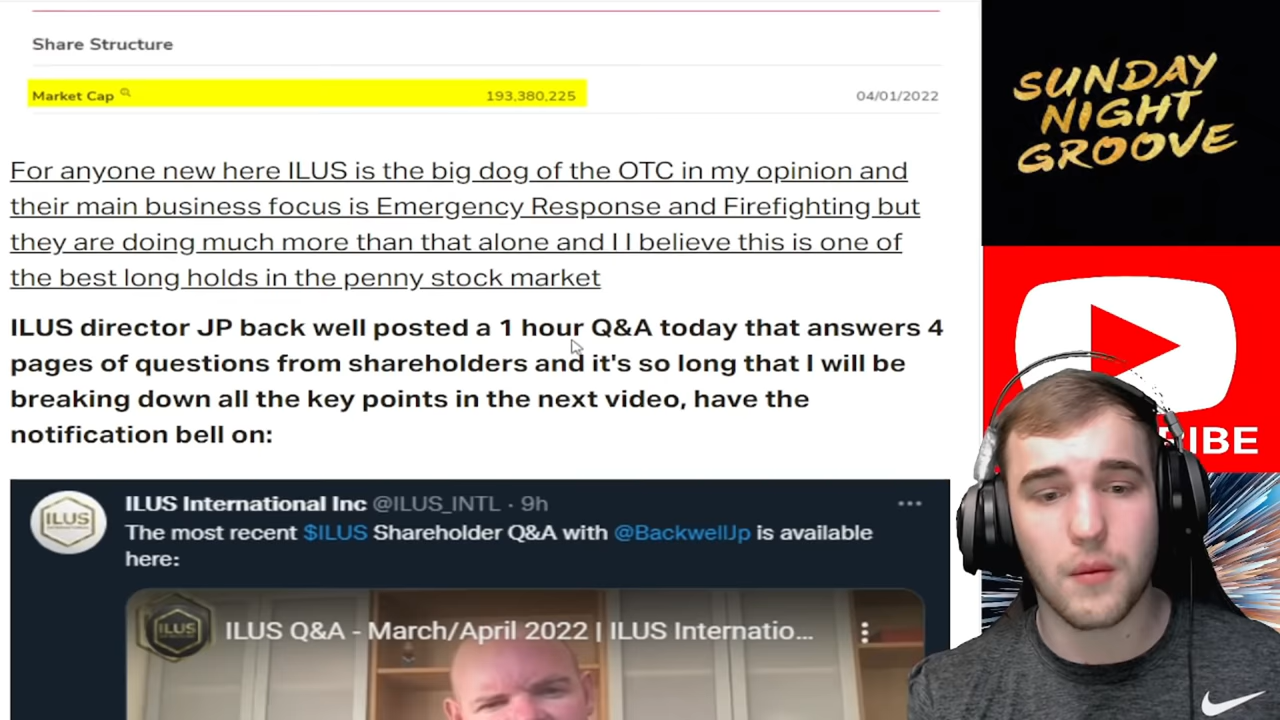 Share Structure
Market Cap 193,380,225 04/01/2022
For anyone new here ILUS is the big dog of the OTC in my opinion and
their main business focus is Emergency Response and Firefighting but
they are doing much more than that alone and I I believe this is one of
the best long holds in the penny stock market
ILUS director JP back well posted a 1 hour Q&A today that answers 4
pages of questions from shareholders and it's so long that I will be
breaking down all the key points in the next video, have the
notification bell on:
ILUS International Inc @ILUS_INTL · 9h
The most recent $ILUS Shareholder Q&A with @BackwellJp is available
here:
ILUS
ILUS
ILUS Q&A - March/April 2022 | ILUS Internatio...
SUNDAY
NIGHT
GROOVE
IBE